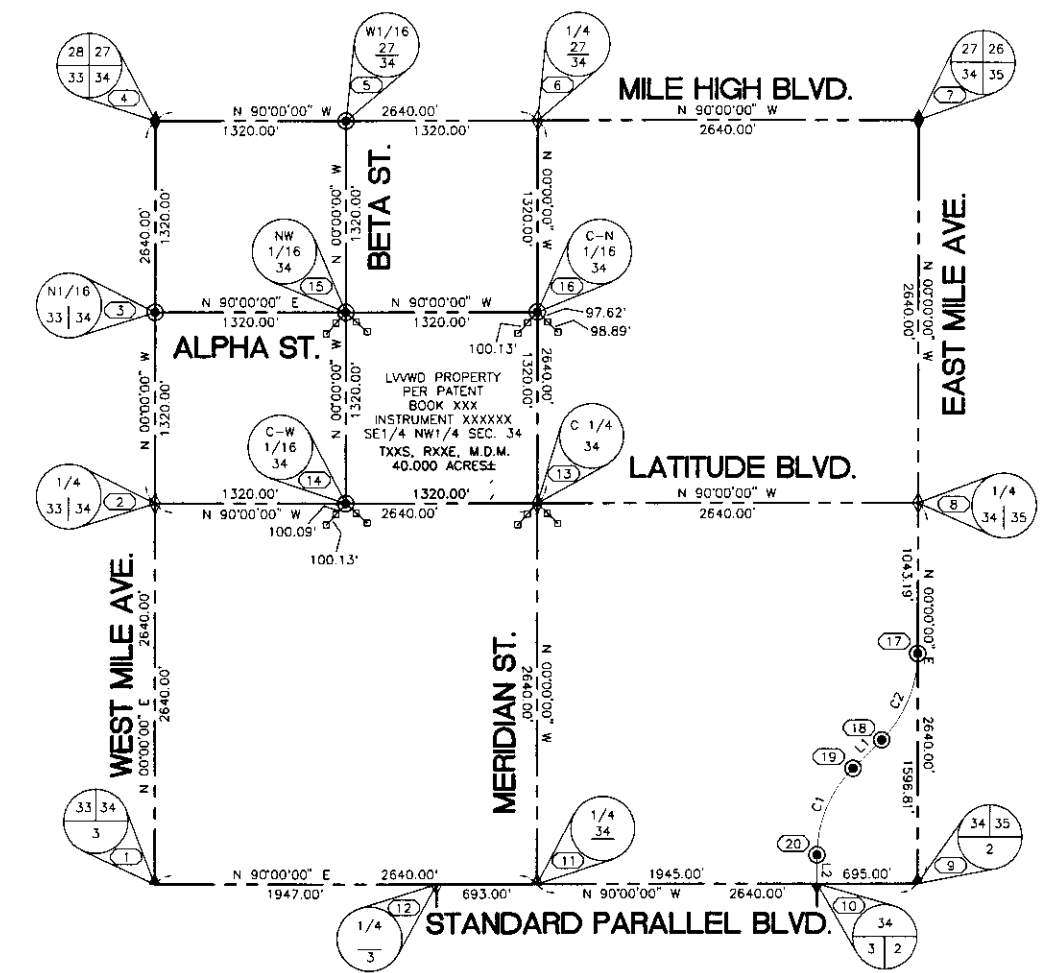 28 27
33 34
4
W1/16
27
34
5
1/4
27
34
6
27 26
34 35
7
MILE HIGH BLVD.
N 90°00'00" W
1320.00'
2640.00'
1320.00'
N 90°00'00" W
2640.00'
BETA ST.
2640.00'
1320.00'
N 00°00'00" W
1320.00'
N 00°00'00" W
1320.00'
EAST MILE AVE.
N 00°00'00" W
2640.00'
NW
1/16
34
15
C-N
1/16
34
16
N1/16
33 34
3
N 90°00'00" E
1320.00'
N 90°00'00" W
1320.00'
97.62'
98.89'
100.13'
ALPHA ST.
N 00°00'00" W
1320.00'
N 00°00'00" W
1320.00'
2640.00'
1320.00'
LVVWD PROPERTY
PER PATENT
BOOK XXX
INSTRUMENT XXXXXX
SE1/4 NW1/4 SEC. 34
TXXS, RXXE, M.D.M.
40.000 ACRES±
C-W
1/16
34
14
C 1/4
34
13
LATITUDE BLVD.
1/4
33 34
2
1320.00'
N 90°00'00" W
1320.00'
2640.00'
N 90°00'00" W
2640.00'
1/4
34 35
8
100.09'
100.13'
WEST MILE AVE.
2640.00'
N 00°00'00" E
2640.00'
MERIDIAN ST.
N 00°00'00" W
2640.00'
1043.19'
N 00°00'00" E
17
2640.00'
1596.81'
C2
18
L1
19
C1
20
L2
33 34
3
1
1/4
34
11
34 35
2
9
N 90°00'00" E
1947.00'
2640.00'
693.00'
1945.00'
N 90°00'00" W
2640.00'
695.00'
12
1/4
3
STANDARD PARALLEL BLVD.
10
34
3 2